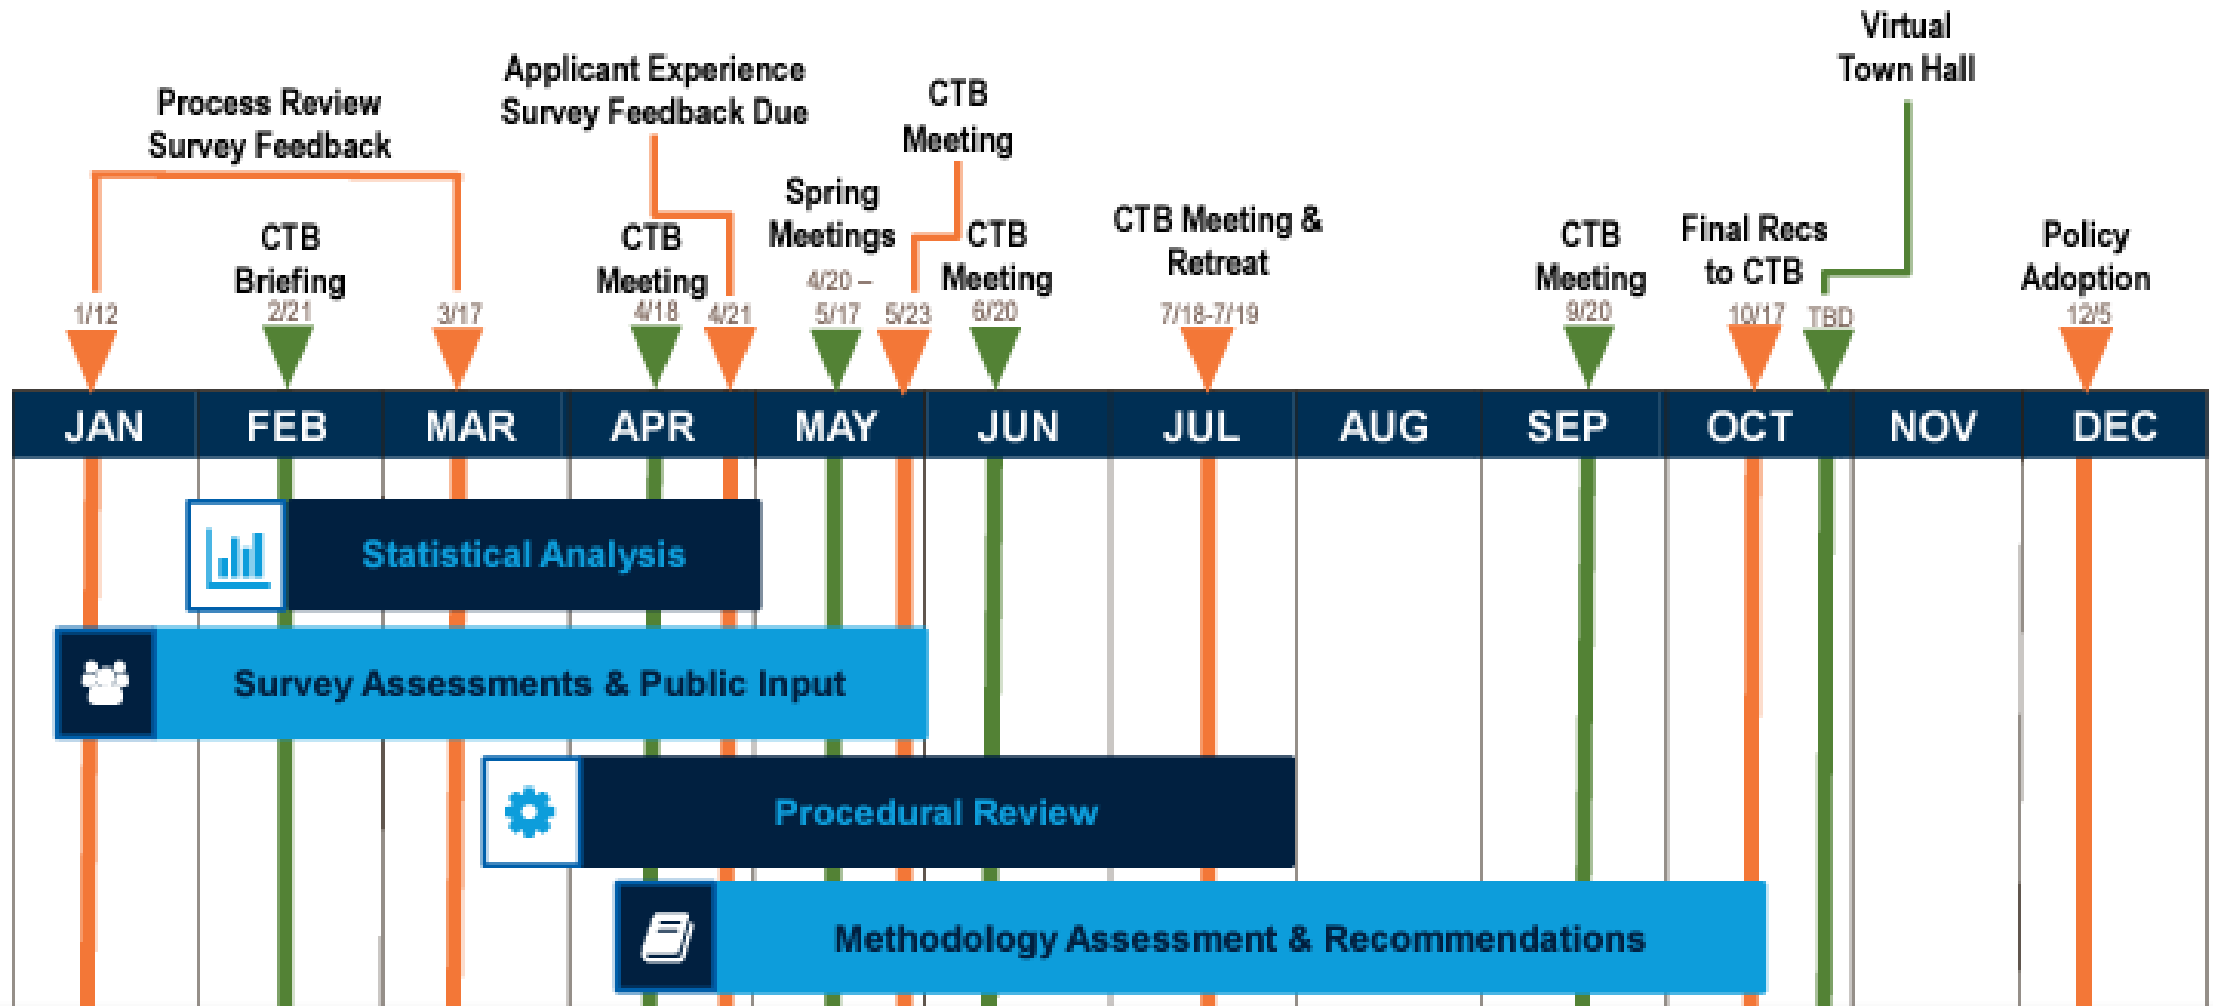 Virtual
Town Hall
Applicant Experience
Survey Feedback Due
CTB
Meeting
Process Review
Survey Feedback
Spring
Meetings
4/20 –
5/17
CTB
Briefing
2/21
CTB
Meeting
4/18
CTB
Meeting
6/20
CTB Meeting &
Retreat
7/18-7/19
CTB
Meeting
9/20
Final Recs
to CTB
10/17
Policy
Adoption
12/5
1/12
3/17
4/21
5/23
TBD
JAN
FEB
MAR
APR
MAY
JUN
JUL
AUG
SEP
OCT
NOV
DEC
Statistical Analysis
Survey Assessments & Public Input
Procedural Review
Methodology Assessment & Recommendations